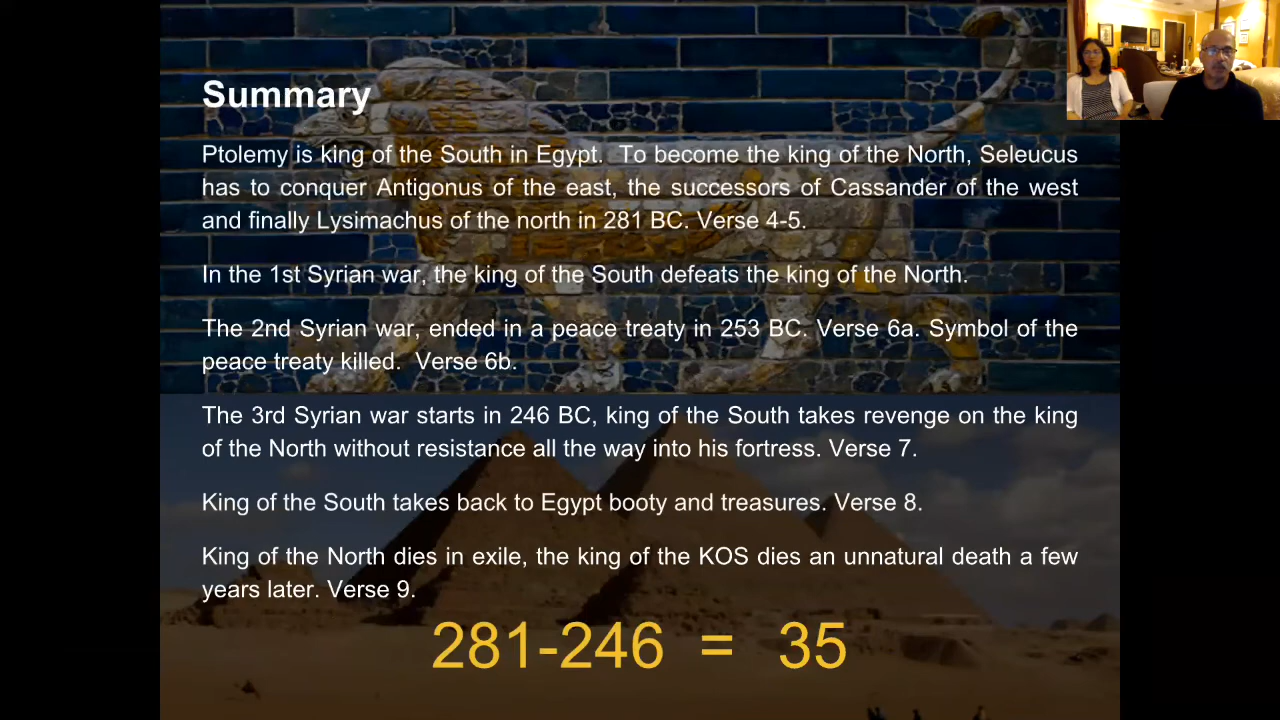 Summary
Ptolemy is king of the South in Egypt. To become the king of the North, Seleucus
has to conquer Antigonus of the east, the successors of Cassander of the west
and finally Lysimachus of the north in 281 BC. Verse 4-5.
In the 1st Syrian war, the king of the South defeats the king of the North.
The 2nd Syrian war, ended in a peace treaty in 253 BC. Verse 6a. Symbol of the
peace treaty killed. Verse 6b.
The 3rd Syrian war starts in 246 BC, king of the South takes revenge on the king
of the North without resistance all the way into his fortress. Verse 7.
King of the South takes back to Egypt booty and treasures. Verse 8.
King of the North dies in exile, the king of the KOS dies an unnatural death a few
years later. Verse 9.
281-246 = 35